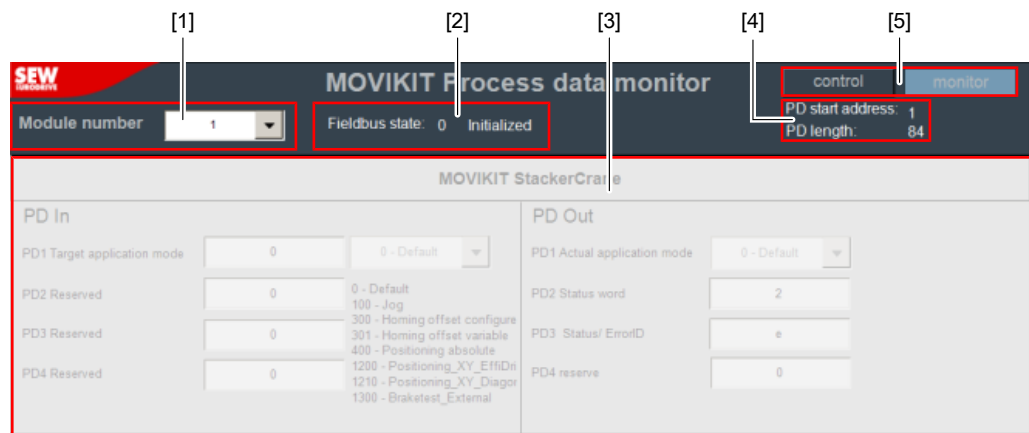 [1] [2] [3] [4] [5]
SEW
EURODRIVE
MOVIKIT Process data monitor
control monitor
Module number 1
Fieldbus state: 0 Initialized
PD start address: 1
PD length: 84
MOVIKIT StackerCrane
PD In
PD Out
PD1 Target application mode 0 0 - Default
PD1 Actual application mode 0 - Default
PD2 Reserved 0
0 - Default
100 - Jog
300 - Homing offset configure
301 - Homing offset variable
400 - Positioning absolute
1200 - Positioning_XY_EffiDri
1210 - Positioning_XY_Diagor
1300 - Braketest_External
PD2 Status word 2
PD3 Reserved 0
PD3 Status/ ErrorID e
PD4 Reserved 0
PD4 reserve 0